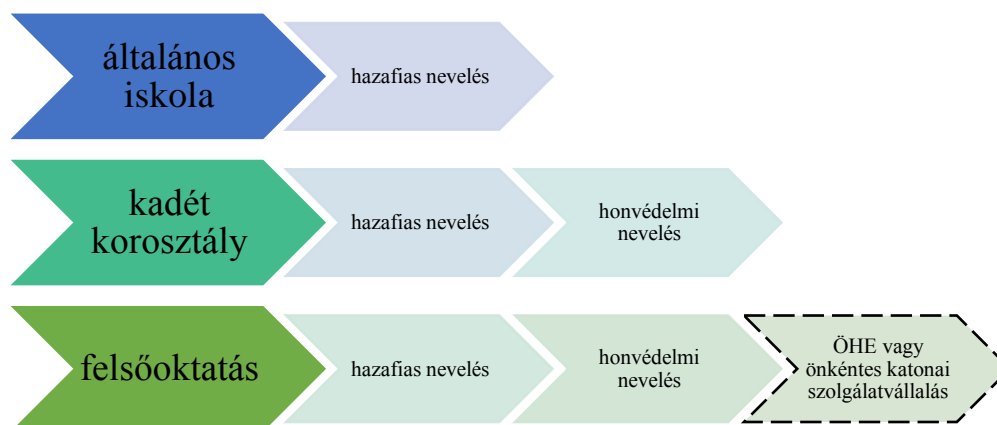 általános
iskola
hazafias nevelés
kadét
korosztály
hazafias nevelés
honvédelmi
nevelés
felsőoktatás
hazafias nevelés
honvédelmi
nevelés
ÖHE vagy
önkéntes katonai
szolgálatvállalás